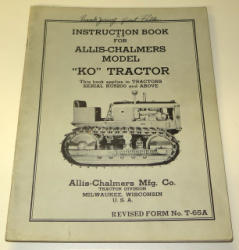 INSTRUCTION BOOK
FOR
ALLIS-CHALMERS
MODEL
"KO" TRACTOR
This book applies to TRACTORS
SERIAL and ABOVE
Allis-Chalmers Mfg. Co.
TRACTOR DIVISION
MILWAUKEE, WISCONSIN
U. S. A.
REVISED FORM No. T-65A